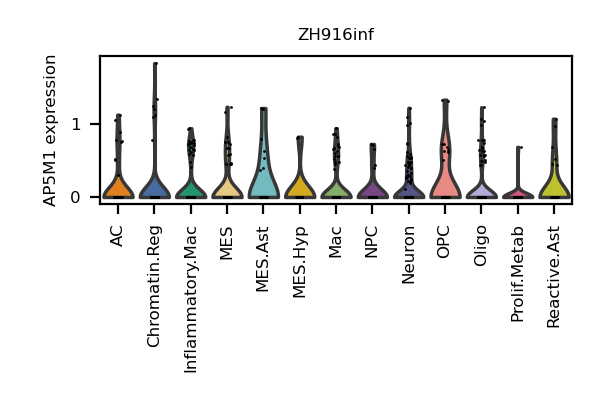 ZH916inf
AP5M1 expression
1
0
AC
Chromatin.Reg
Inflammatory.Mac
MES
MES.Ast
MES.Hyp
Mac
NPC
Neuron
OPC
Oligo
Prolif.Metab
Reactive.Ast